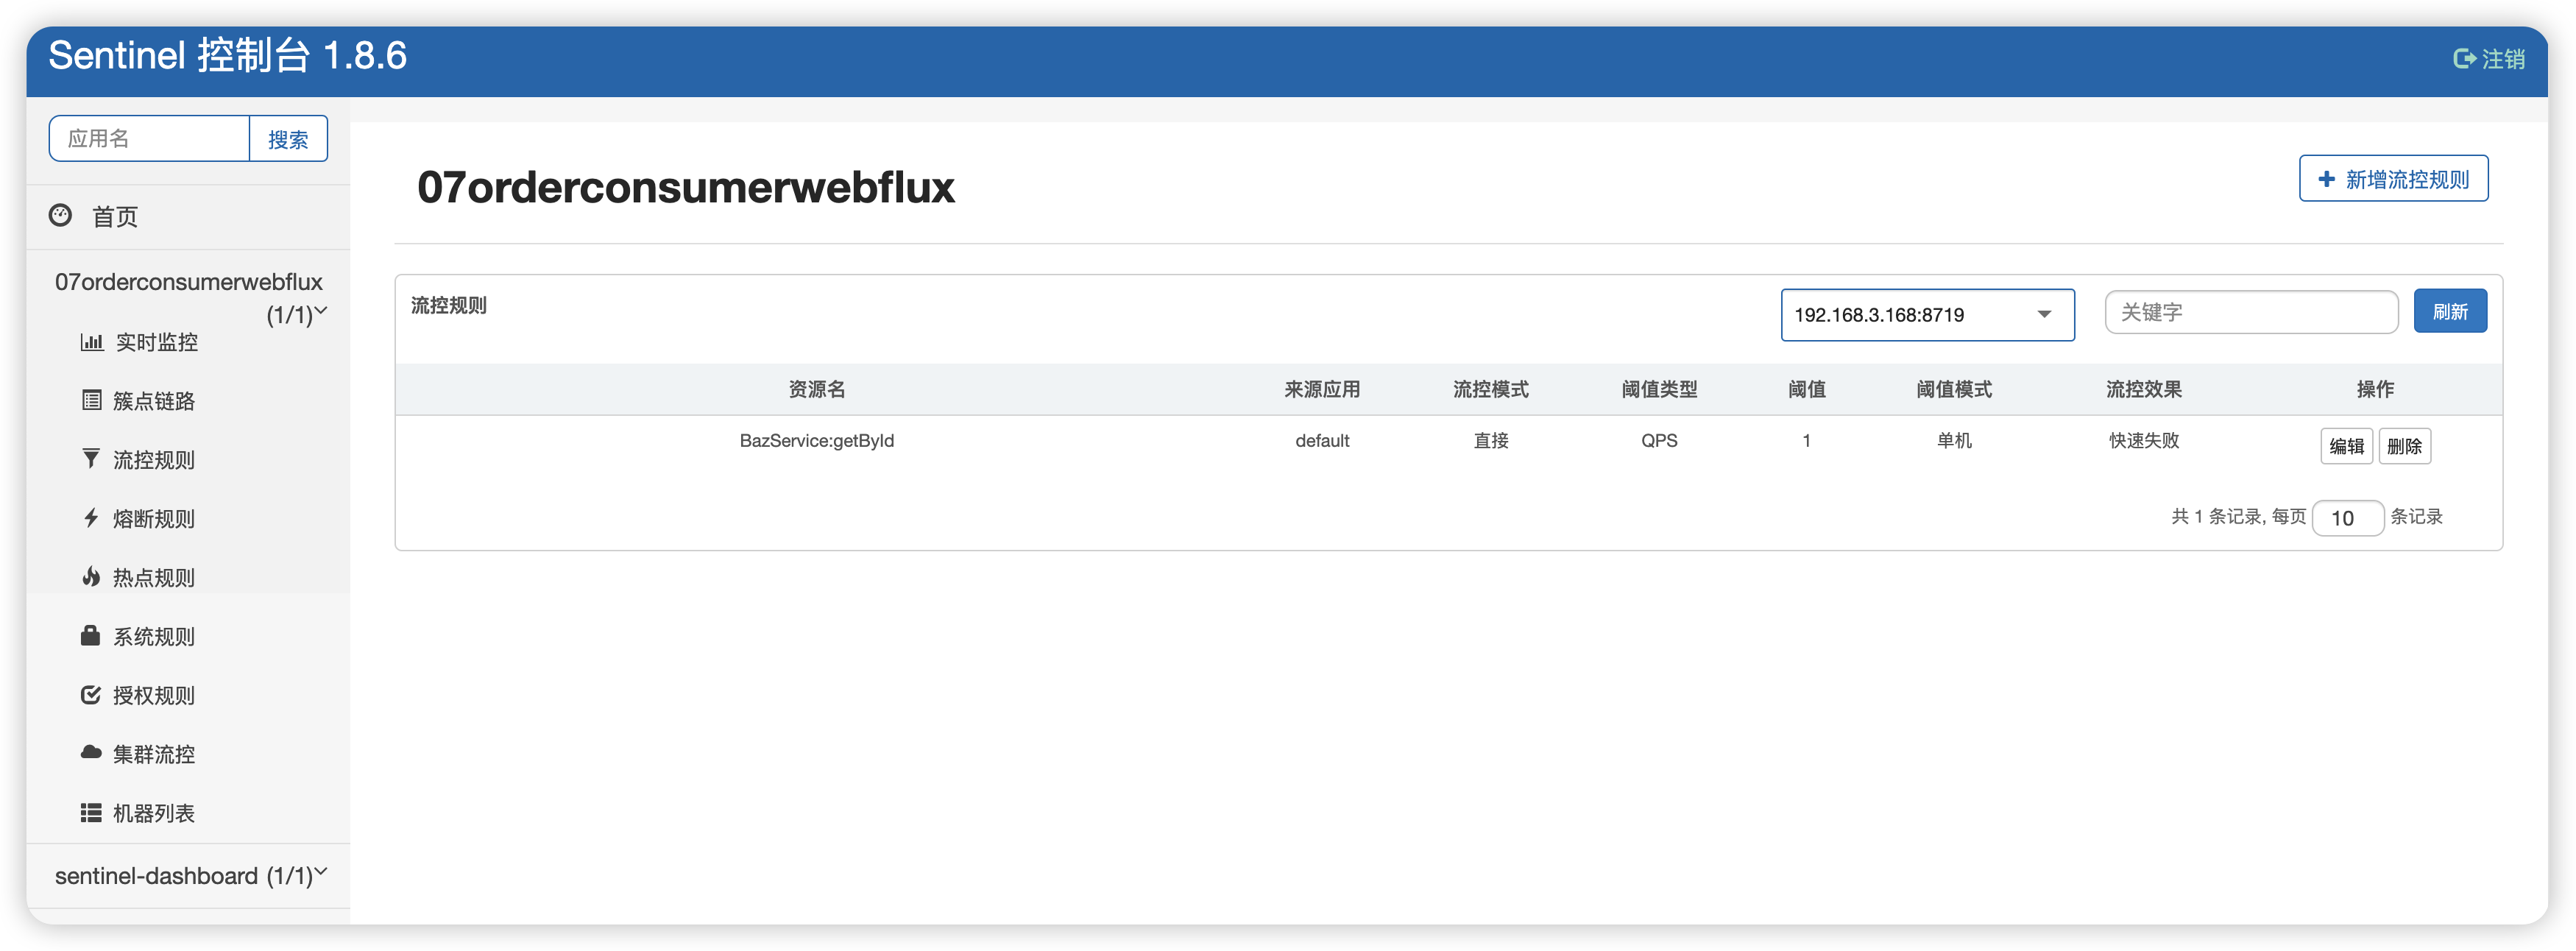 Sentinel 控制台 1.8.6
注销
应用名
搜索
首页
07orderconsumerwebflux
(1/1)
实时监控
簇点链路
流控规则
熔断规则
热点规则
系统规则
授权规则
集群流控
机器列表
sentinel-dashboard (1/1)
07orderconsumerwebflux
新增流控规则
流控规则
192.168.3.168:8719
关键字
刷新
资源名 来源应用 流控模式 阈值类型 阈值 阈值模式 流控效果 操作
BazService:getById default 直接 QPS 1 单机 快速失败 编辑 删除
共 1 条记录, 每页 10 条记录